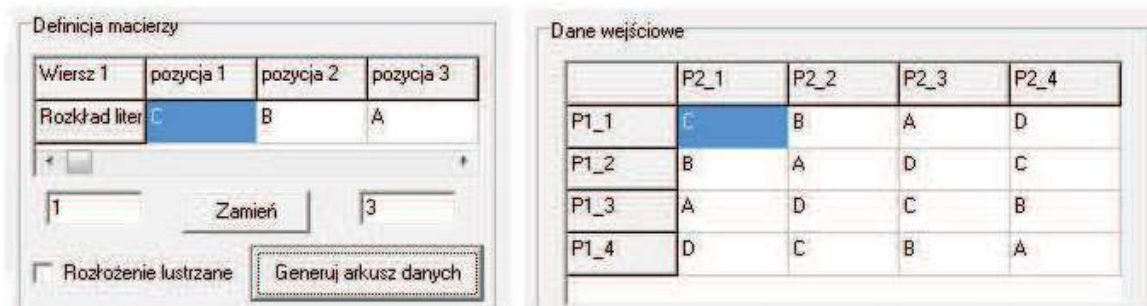 Definicja macierzy
Wiersz 1 pozycja 1 pozycja 2 pozycja 3
Rozkład liter C B A
1 Zamień 3
Rozłożenie lustrzane Generuj arkusz danych
Dane wejściowe
P2_1 P2_2 P2_3 P2_4
P1_1 C B A D
P1_2 B A D C
P1_3 A D C B
P1_4 D C B A